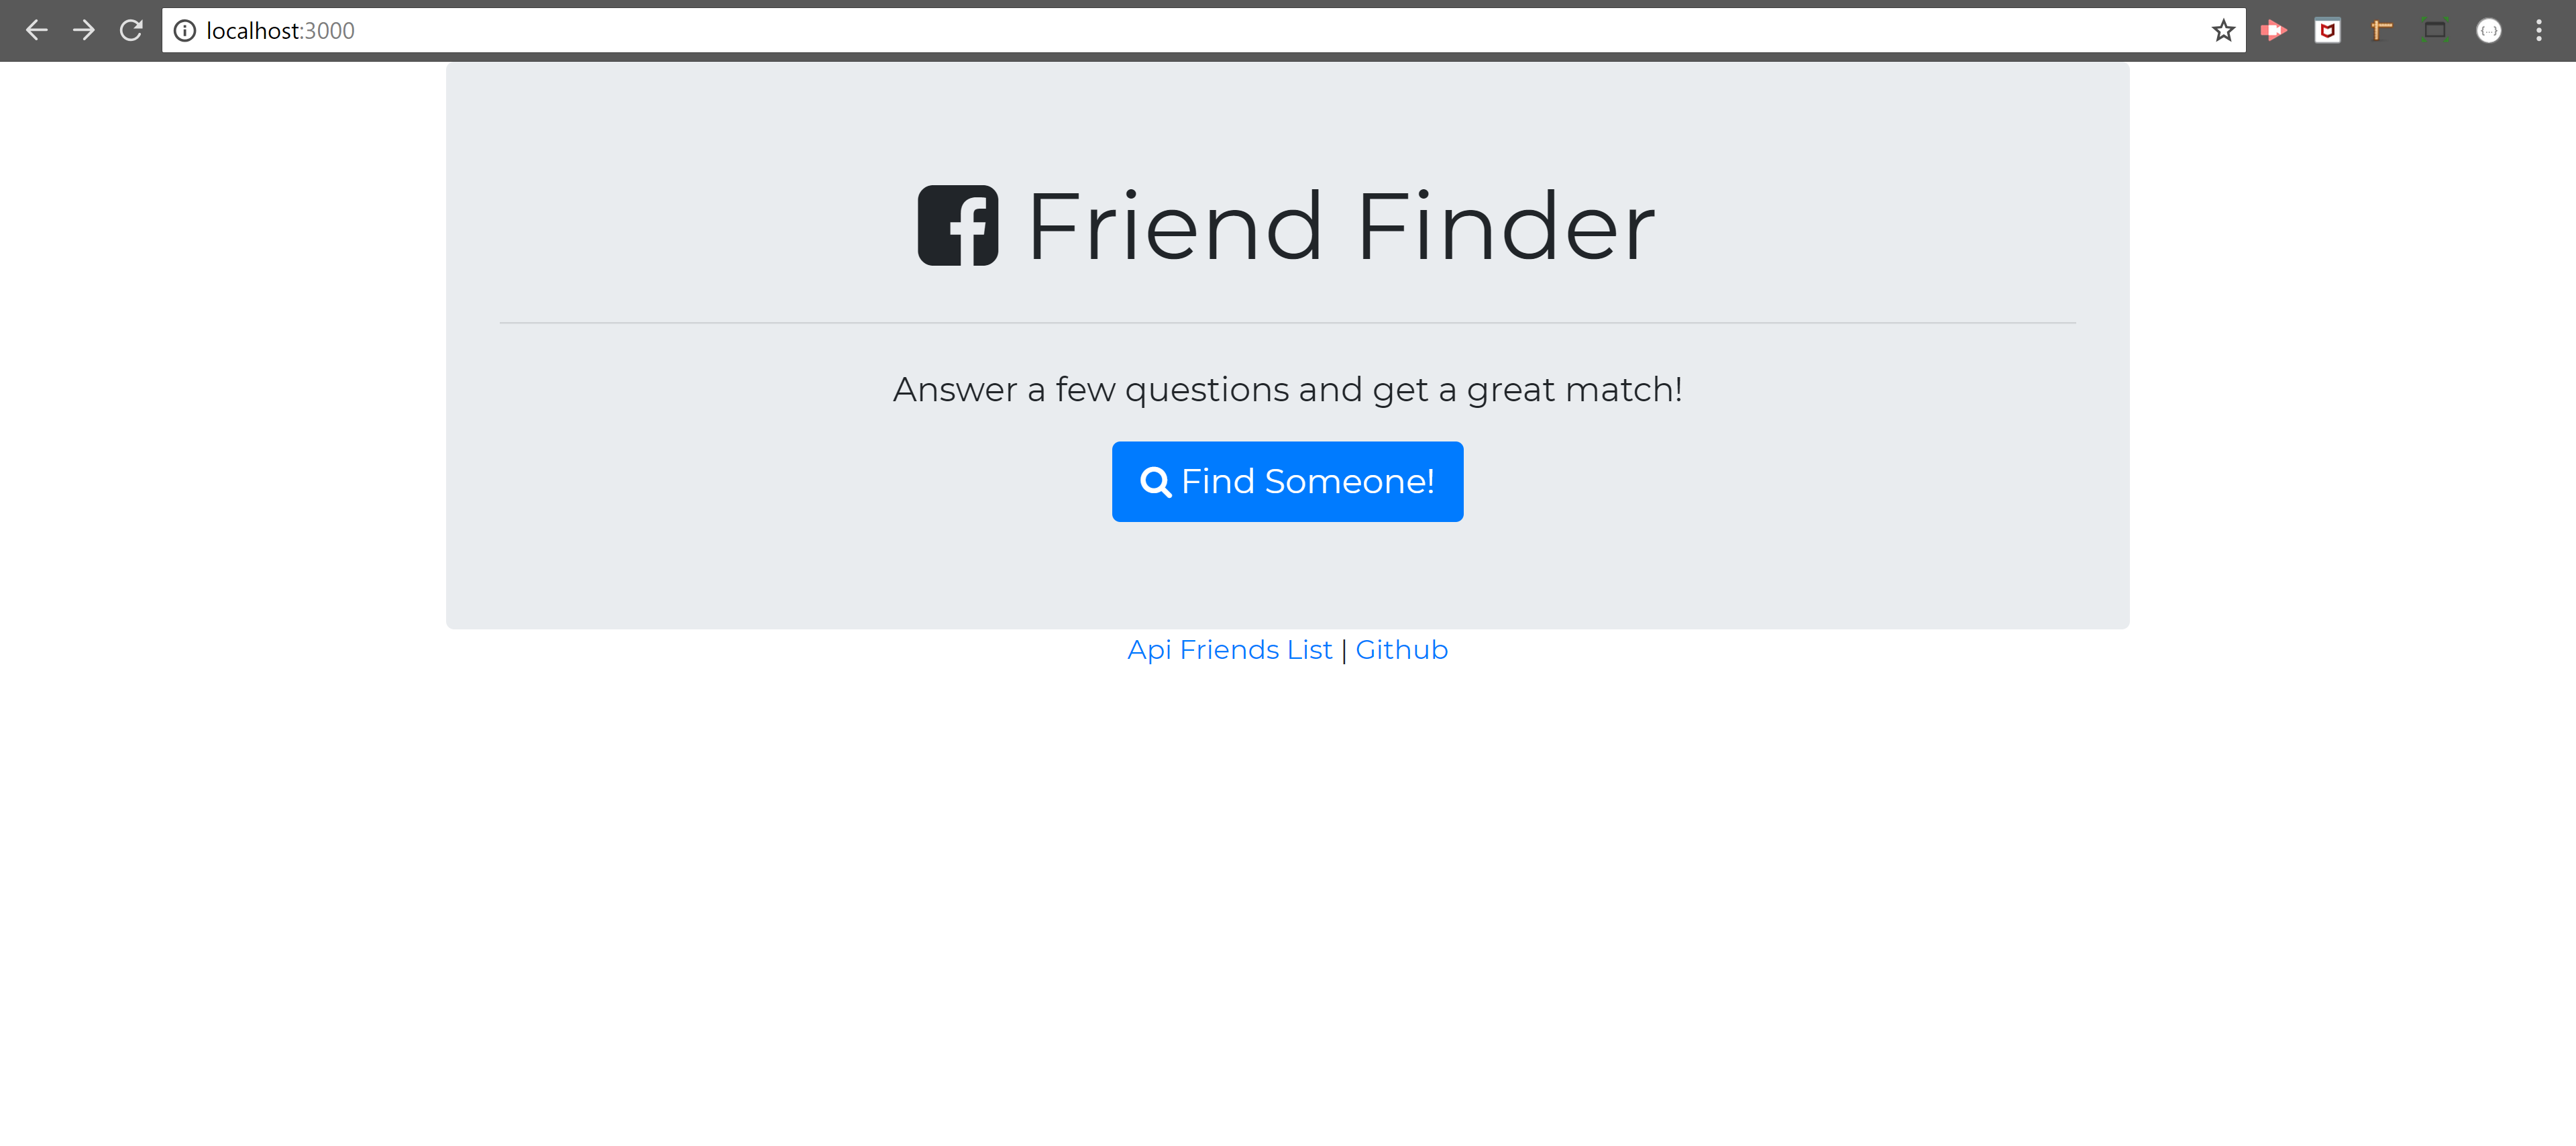 localhost:3000
Friend Finder
Answer a few questions and get a great match!
Find Someone!
Api Friends List | Github